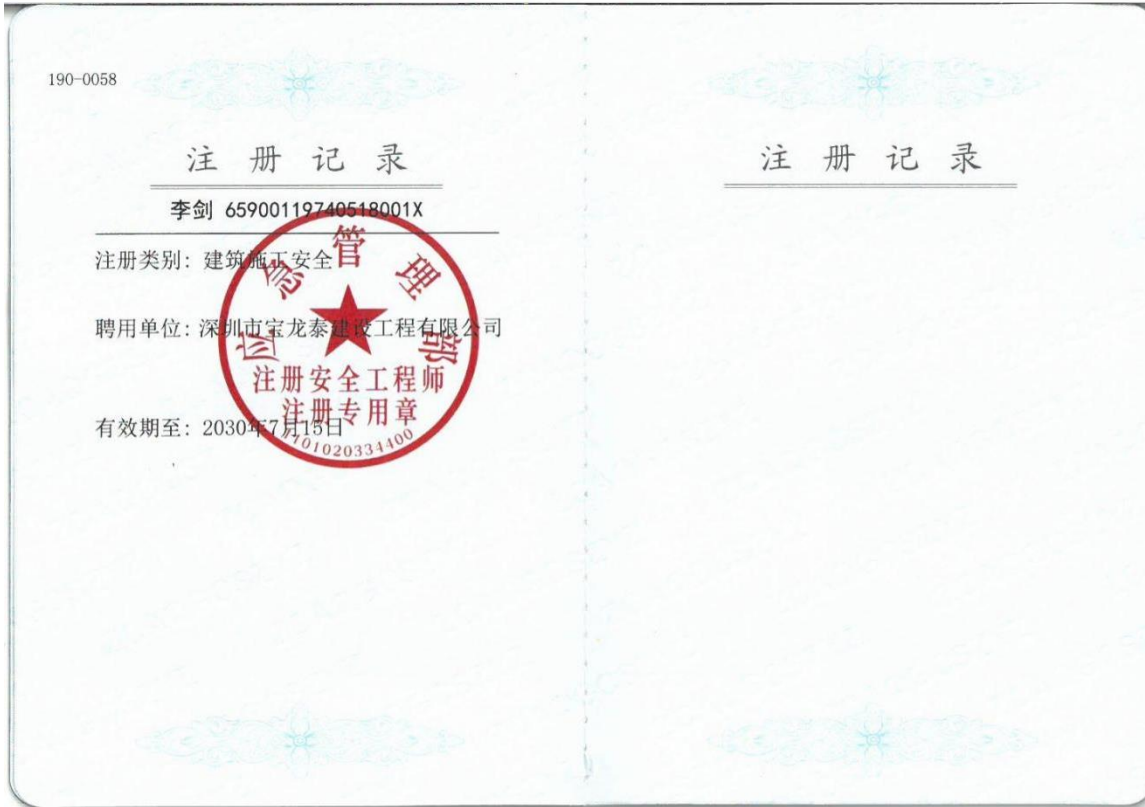 190-0058
注册记录
李剑 65900119740518001X
注册类别: 建筑施工安全
聘用单位: 深圳市宝龙泰建设工程有限公司
有效期至: 2030年7月15日
应急管理部
注册安全工程师
注册专用章
注册记录